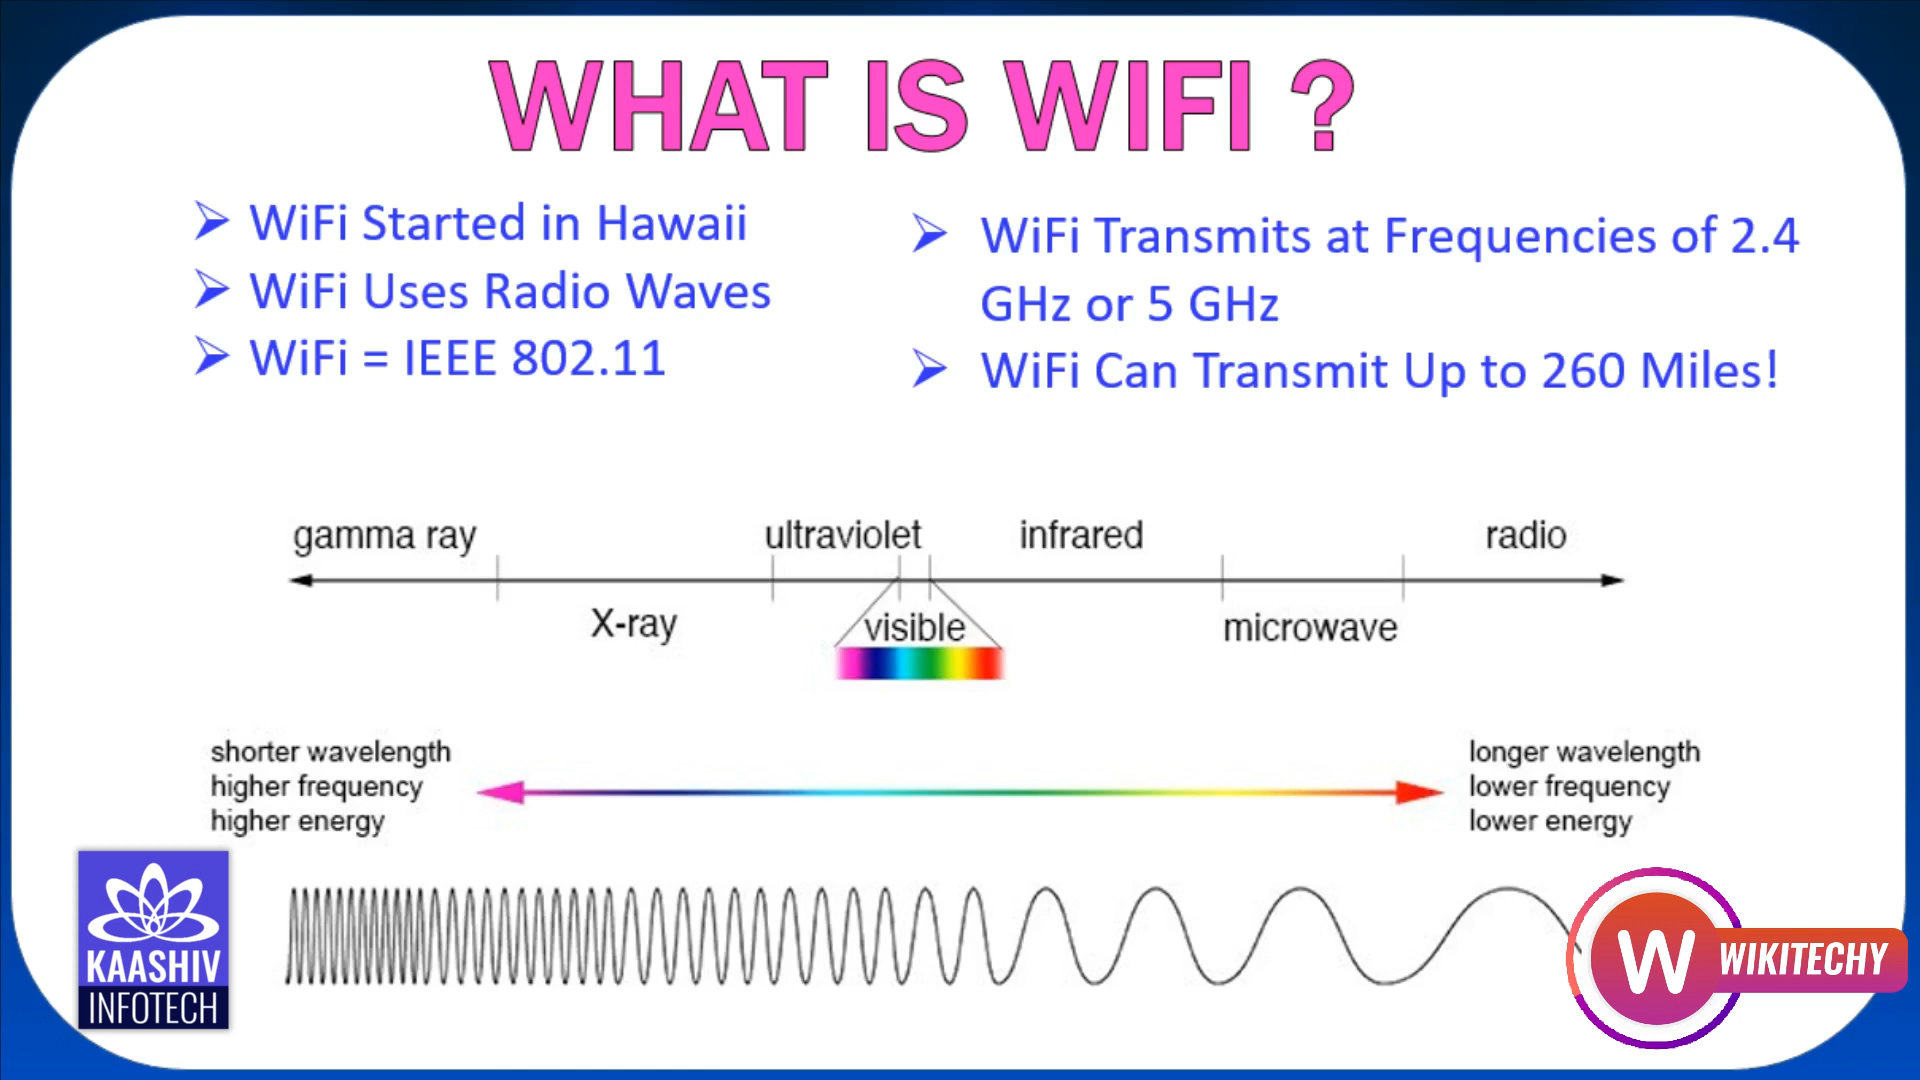 WHAT IS WIFI ?
WiFi Started in Hawaii
WiFi Uses Radio Waves
WiFi = IEEE 802.11
WiFi Transmits at Frequencies of 2.4
GHz or 5 GHz
WiFi Can Transmit Up to 260 Miles!
gamma ray
ultraviolet
infrared
radio
X-ray
visible
microwave
shorter wavelength
higher frequency
higher energy
longer wavelength
lower frequency
lower energy
KAASHIV
INFOTECH
W WIKITECHY